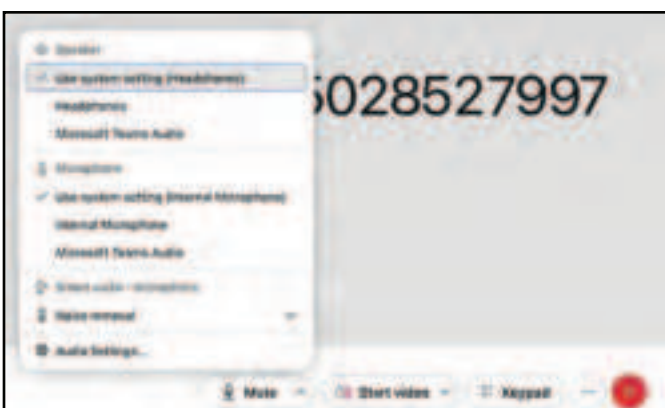 Speaker
Use system setting (Headphones)
Headphones
Microsoft Teams Audio
Microphone
Use system setting (Internal Microphone)
Internal Microphone
Microsoft Teams Audio
Noise removal
Audio Settings...
5028527997
Mute
Start video
Keypad